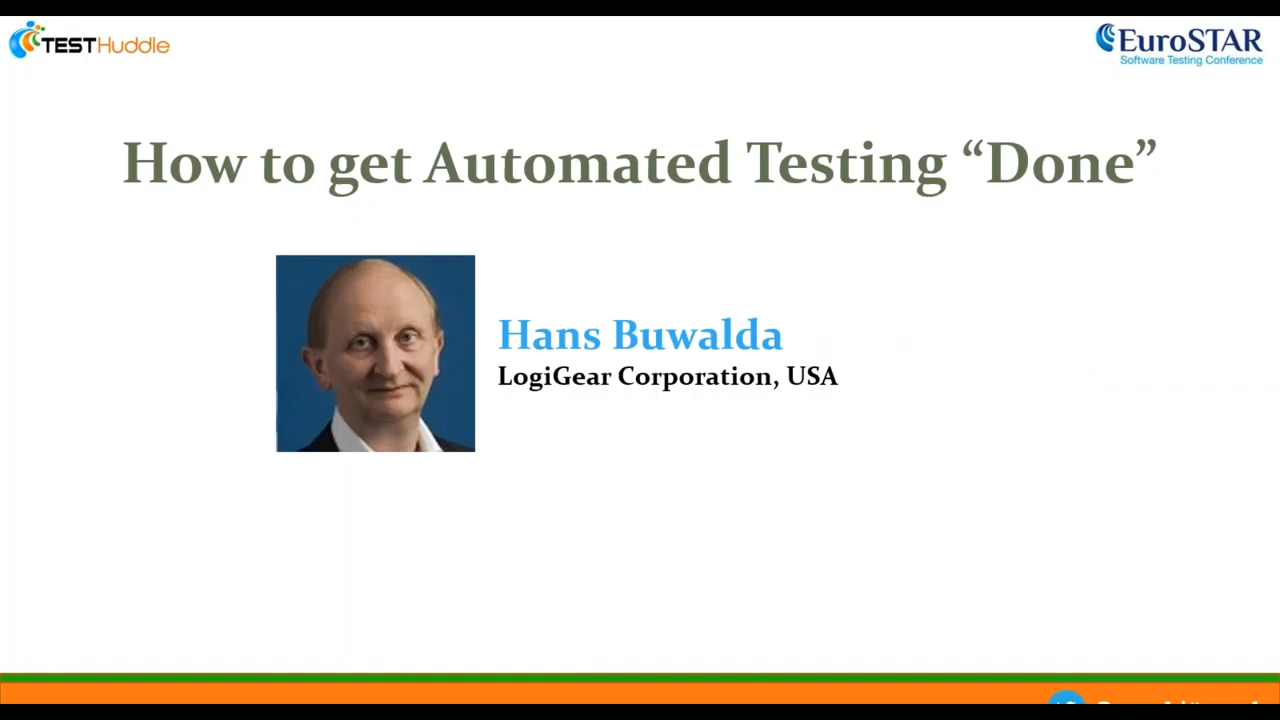 TESTHuddle
EuroSTAR
Software Testing Conference
How to get Automated Testing “Done”
Hans Buwalda
LogiGear Corporation, USA